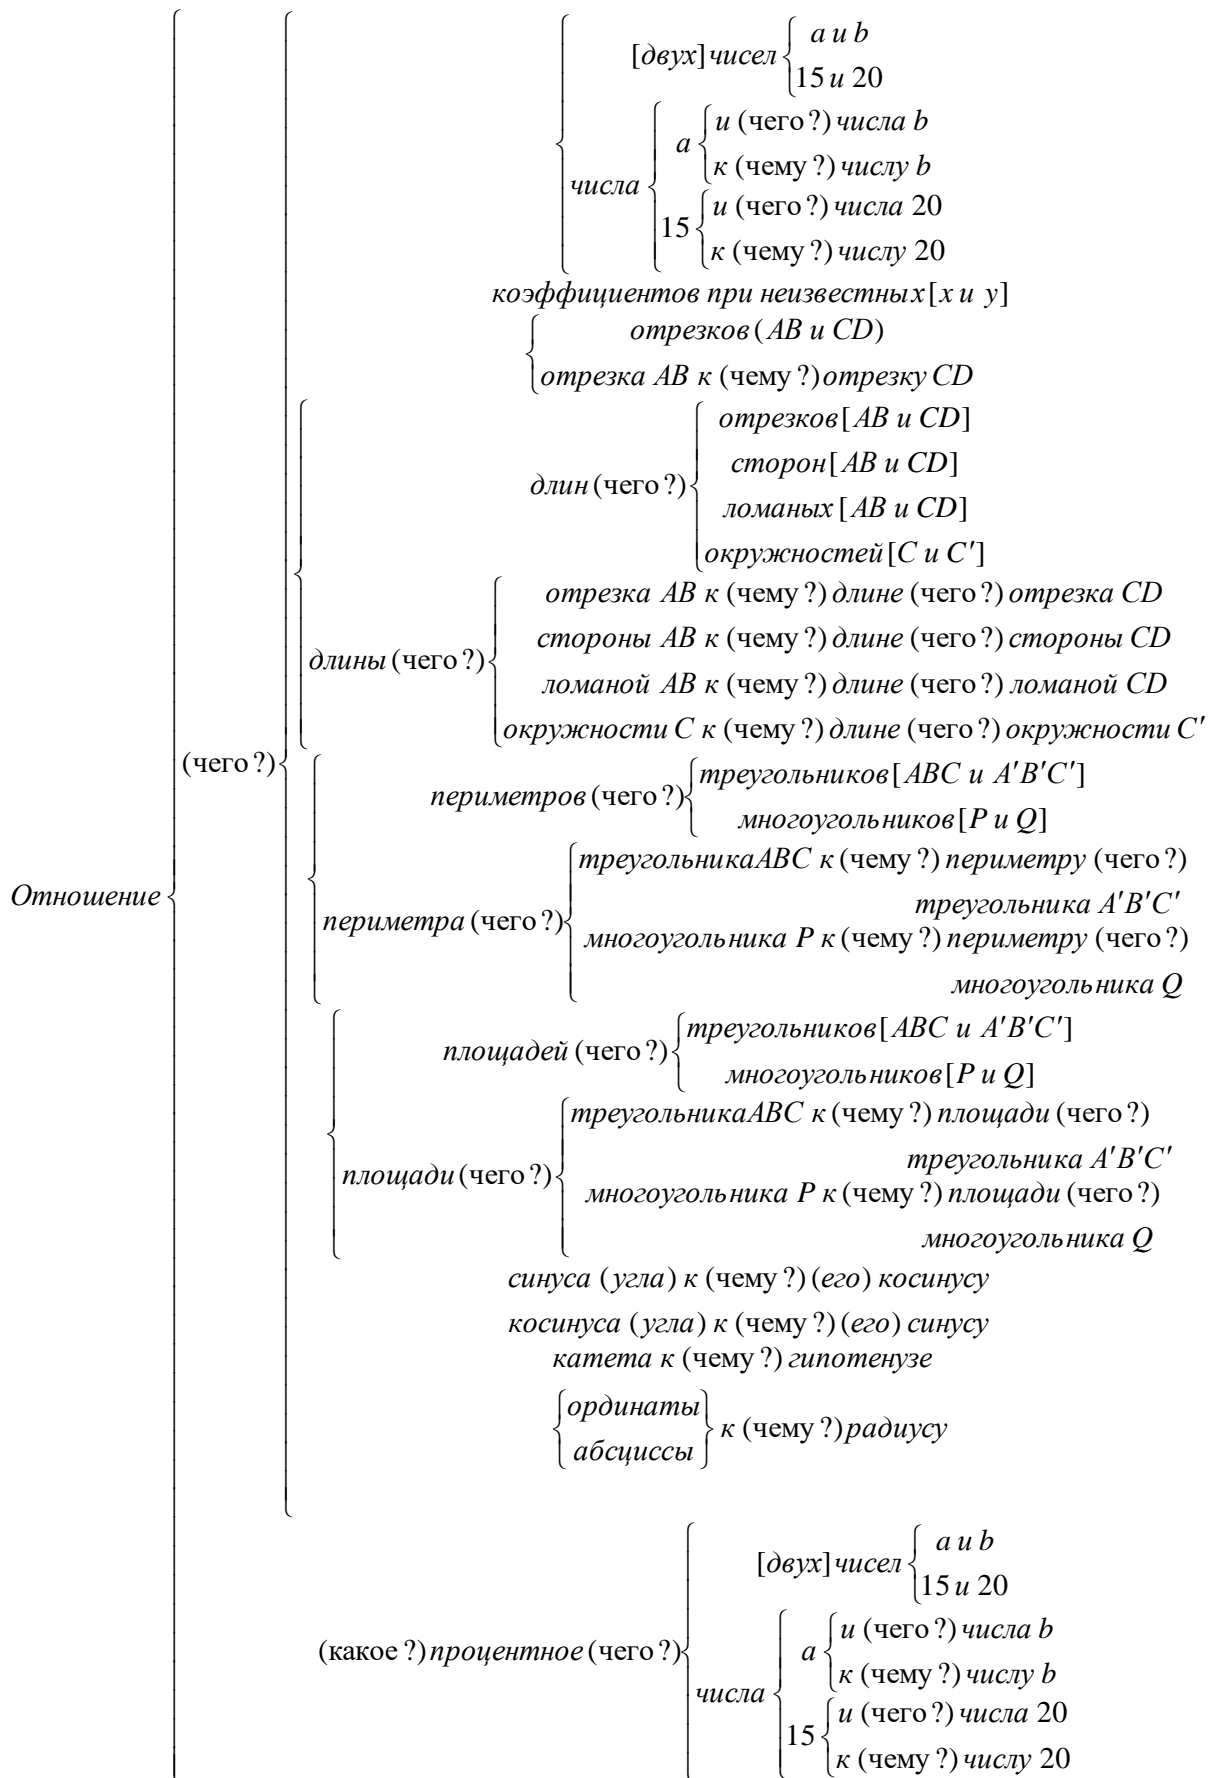 [двух] чисел { a и b
15 и 20
числа { a { и (чего ?) числа b
к (чему ?) числу b
15 { и (чего ?) числа 20
к (чему ?) числу 20
коэффициентов при неизвестных [x и y]
отрезков (AB и CD)
отрезка AB к (чему ?) отрезку CD
длин (чего ?) { отрезков [AB и CD]
сторон [AB и CD]
ломаных [AB и CD]
окружностей [C и C′]
длины (чего ?) { отрезка AB к (чему ?) длине (чего ?) отрезка CD
стороны AB к (чему ?) длине (чего ?) стороны CD
ломаной AB к (чему ?) длине (чего ?) ломаной CD
окружности C к (чему ?) длине (чего ?) окружности C′
(чего ?)
периметров (чего ?) { треугольников [ABC и A′B′C′]
многоугольников [P и Q]
Отношение
периметра (чего ?) { треугольникаABC к (чему ?) периметру (чего ?)
треугольника A′B′C′
многоугольника P к (чему ?) периметру (чего ?)
многоугольника Q
площадей (чего ?) { треугольников [ABC и A′B′C′]
многоугольников [P и Q]
площади (чего ?) { треугольникаABC к (чему ?) площади (чего ?)
треугольника A′B′C′
многоугольника P к (чему ?) площади (чего ?)
многоугольника Q
синуса (угла) к (чему ?) (его) косинусу
косинуса (угла) к (чему ?) (его) синусу
катета к (чему ?) гипотенузе
{ ординаты
абсциссы } к (чему ?) радиусу
(какое ?) процентное (чего ?) { [двух] чисел { a и b
15 и 20
числа { a { и (чего ?) числа b
к (чему ?) числу b
15 { и (чего ?) числа 20
к (чему ?) числу 20